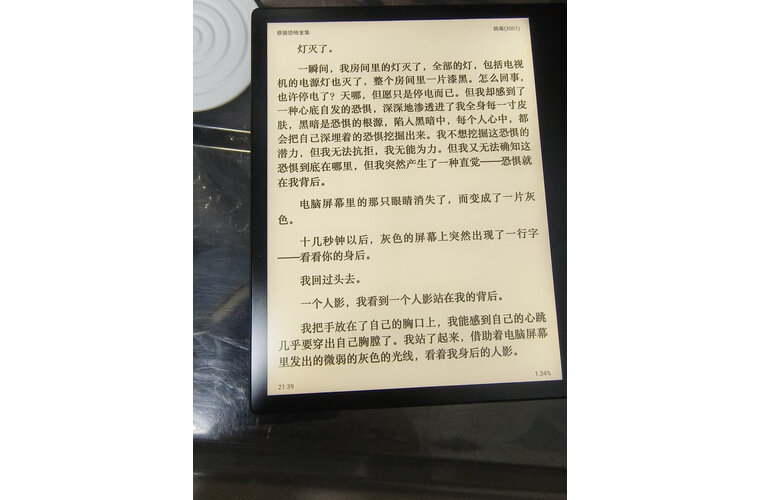 蔡骏恐怖全集
病毒(2001)
灯灭了。
一瞬间，我房间里的灯灭了，全部的灯，包括电视
机的电源灯也灭了，整个房间里一片漆黑。怎么回事，
也许停电了？天哪，但愿只是停电而已。但我却感到了
一种心底自发的恐惧，深深地渗透进了我全身每一寸皮
肤，黑暗是恐惧的根源，陷入黑暗中，每个人心中，都
会把自己深埋着的恐惧挖掘出来。我不想挖掘这恐惧的
潜力，但我无法抗拒，我无能为力。但我又无法确知这
恐惧到底在哪里，但我突然产生了一种直觉——恐惧就
在我背后。
电脑屏幕里的那只眼睛消失了，而变成了一片灰
色。
十几秒钟以后，灰色的屏幕上突然出现了一行字
——看看你的身后。
我回过头去。
一个人影，我看到一个人影站在我的背后。
我把手放在了自己的胸口上，我能感到自己的心跳
几乎要穿出自己胸膛了。我站了起来，借助着电脑屏幕
里发出的微弱的灰色的光线，看着我身后的人影。
21:39
1.34%